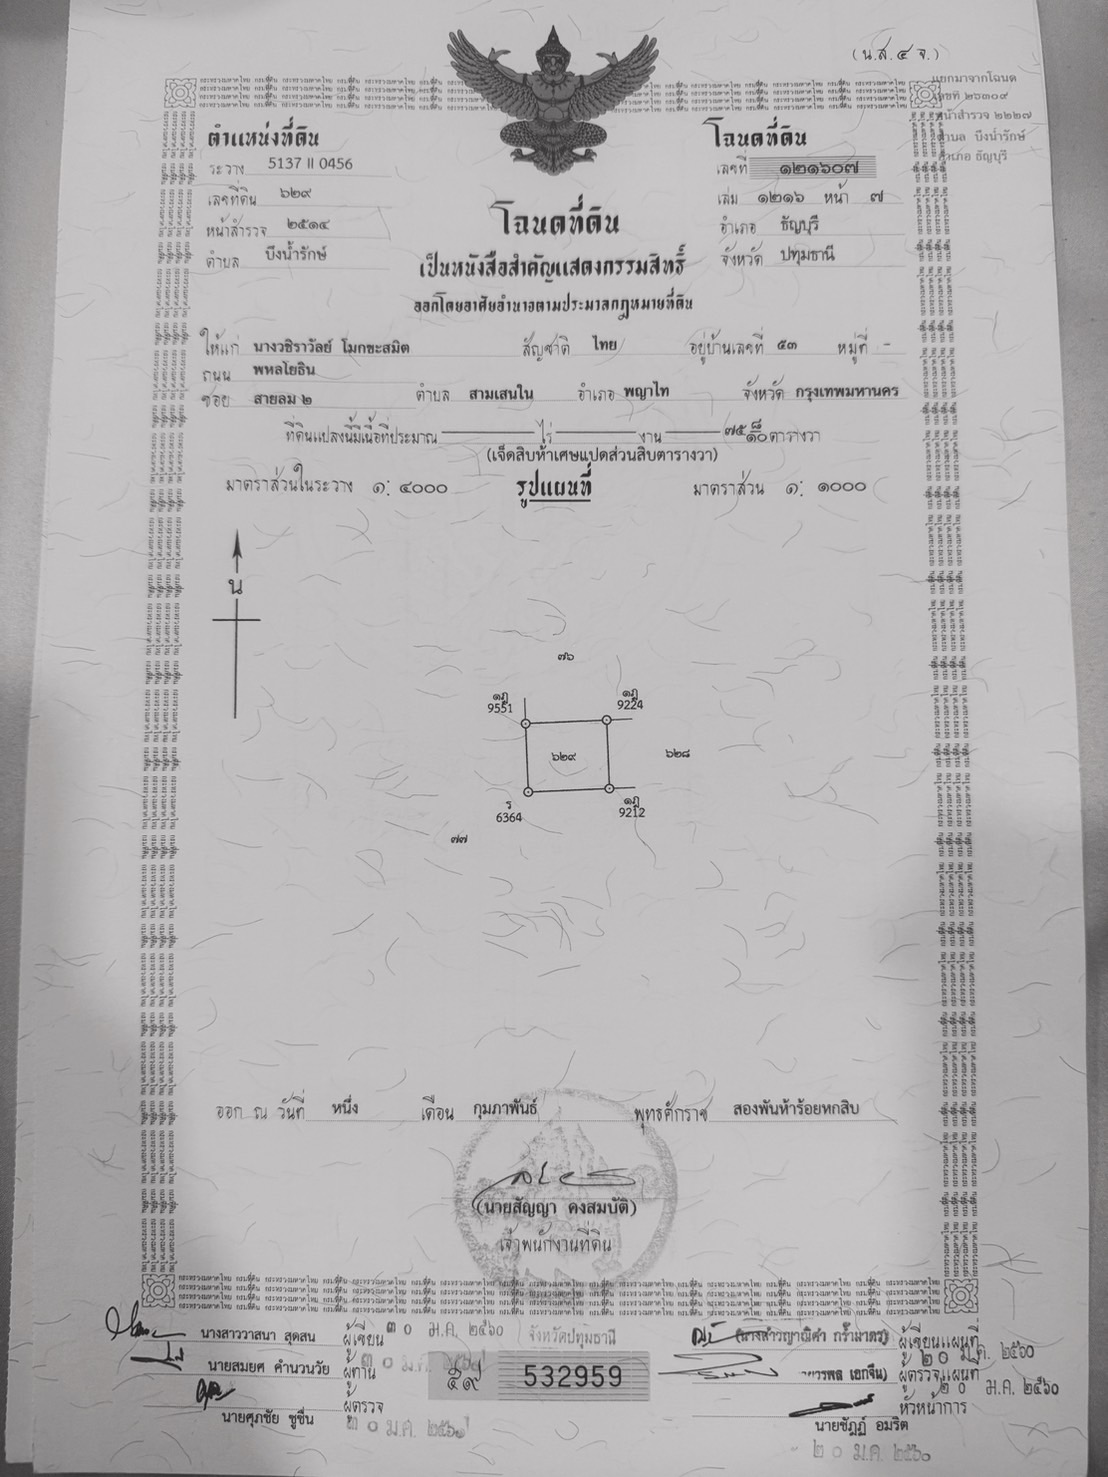 (น.ส.๔ จ.)
แยกมาจากโฉนด
เลขที่ ๒๖๓๐๙
หน้าสำรวจ ๒๒๒๗
ตำบล บึงน้ำรักษ์
อำเภอ ธัญบุรี
ตำแหน่งที่ดิน
ระวาง 5137 II 0456
เลขที่ดิน ๖๒๙
หน้าสำรวจ ๒๕๑๔
ตำบล บึงน้ำรักษ์
โฉนดที่ดิน
เลขที่ ๑๒๑๖๐๗
เล่ม ๑๒๑๖ หน้า ๗
อำเภอ ธัญบุรี
จังหวัด ปทุมธานี
โฉนดที่ดิน
เป็นหนังสือสำคัญแสดงกรรมสิทธิ์
ออกโดยอาศัยอำนาจตามประมวลกฎหมายที่ดิน
ให้แก่ นางวชิราวัลย์ โมกขะสมิต สัญชาติ ไทย อยู่บ้านเลขที่ ๕๓ หมู่ที่ -
ถนน พหลโยธิน
ซอย สายลม ๒ ตำบล สามเสนใน อำเภอ พญาไท จังหวัด กรุงเทพมหานคร
ที่ดินแปลงนี้มีเนื้อที่ประมาณ ไร่ งาน ๗๕ ๘/๑๐ ตารางวา
(เจ็ดสิบห้าเศษแปดส่วนสิบตารางวา)
มาตราส่วนในระวาง ๑: ๔๐๐๐ รูปแผนที่ มาตราส่วน ๑: ๑๐๐๐
น
๗๖
๑ฎ
9551
๑ฎ
9224
๖๒๙
๖๒๘
ร
6364
๑ฎ
9212
๗๗
ออก ณ วันที่ หนึ่ง เดือน กุมภาพันธ์ พุทธศักราช สองพันห้าร้อยหกสิบ
(นายสัญญา คงสมบัติ)
เจ้าพนักงานที่ดิน
นางสาววาสนา สุดสน ผู้เขียน ๓๐ ม.ค. ๒๕๖๐
นายสมยศ คำนวนวัย ผู้ทาน
นายศุภชัย ชูชื่น ผู้ตรวจ
จังหวัดปทุมธานี
๕๙
532959
ผู้เขียนแผนที่ ๒๐ ม.ค. ๒๕๖๐
เอกจีน) ผู้ตรวจแผนที่ ๒๐ ม.ค. ๒๕๖๐
หัวหน้าการ
นายชัฎฏ์ อมริต
๒๐ ม.ค. ๒๕๖๐